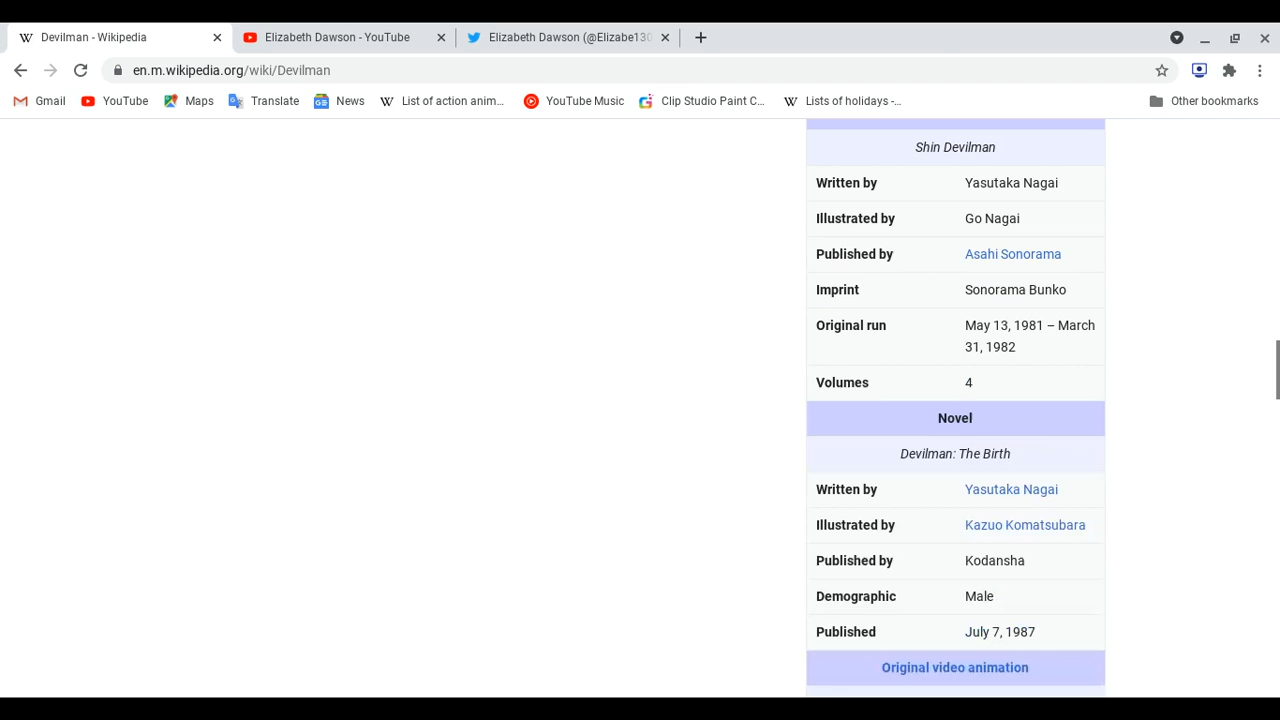 Devilman - Wikipedia
Elizabeth Dawson - YouTube
Elizabeth Dawson (@Elizabe130
en.m.wikipedia.org/wiki/Devilman
Gmail
YouTube
Maps
Translate
News
List of action anim...
YouTube Music
Clip Studio Paint C...
Lists of holidays -...
Other bookmarks
Shin Devilman
Written by Yasutaka Nagai
Illustrated by Go Nagai
Published by Asahi Sonorama
Imprint Sonorama Bunko
Original run May 13, 1981 – March
31, 1982
Volumes 4
Novel
Devilman: The Birth
Written by Yasutaka Nagai
Illustrated by Kazuo Komatsubara
Published by Kodansha
Demographic Male
Published July 7, 1987
Original video animation